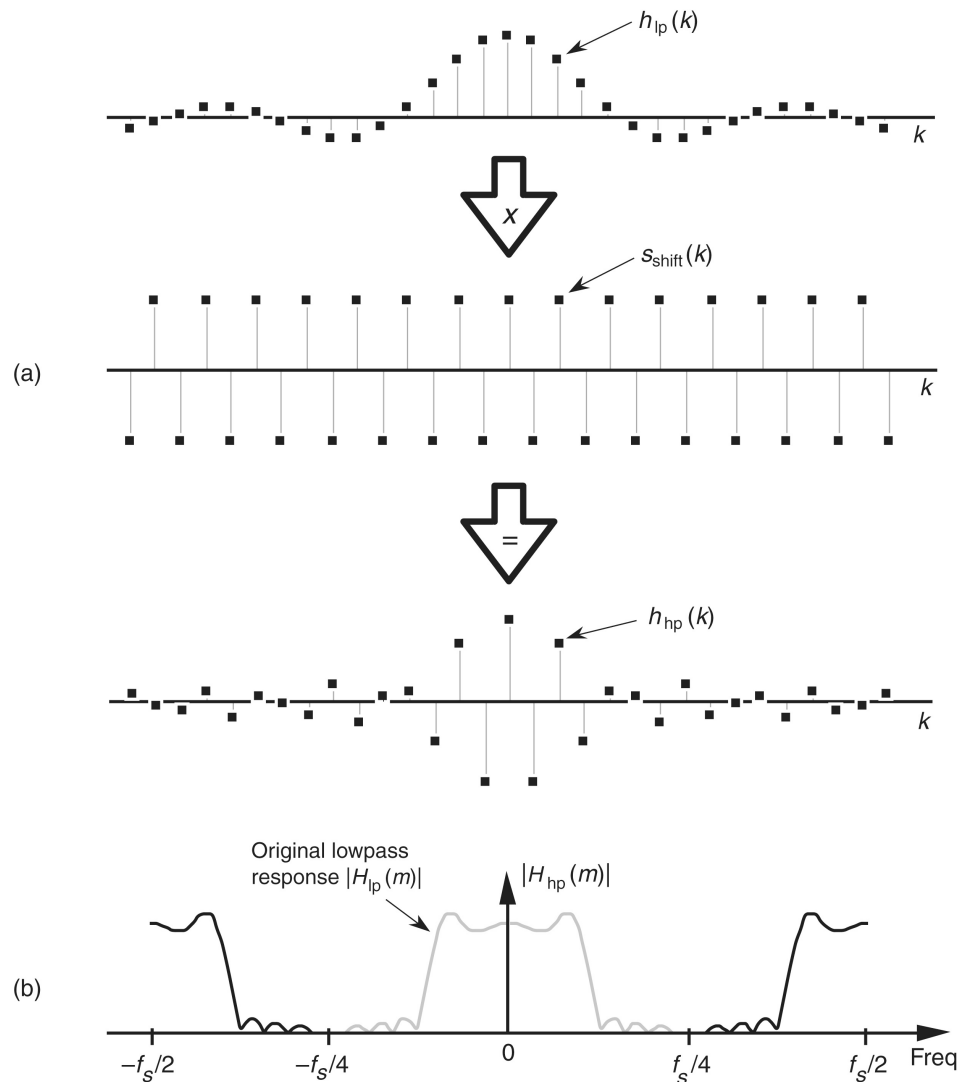 h_lp(k)
k
x
s_shift(k)
(a)
k
=
h_hp(k)
k
Original lowpass
response |H_lp(m)|
|H_hp(m)|
(b)
–f_s/2
–f_s/4
0
f_s/4
f_s/2
Freq